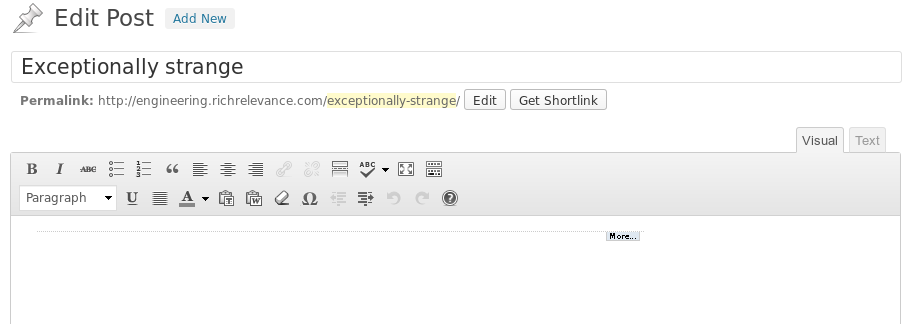 Edit Post Add New
Exceptionally strange
Permalink: http://engineering.richrelevance.com/exceptionally-strange/ Edit Get Shortlink
Visual Text
B I ABC ABC
Paragraph U A T W Ω ?
More...